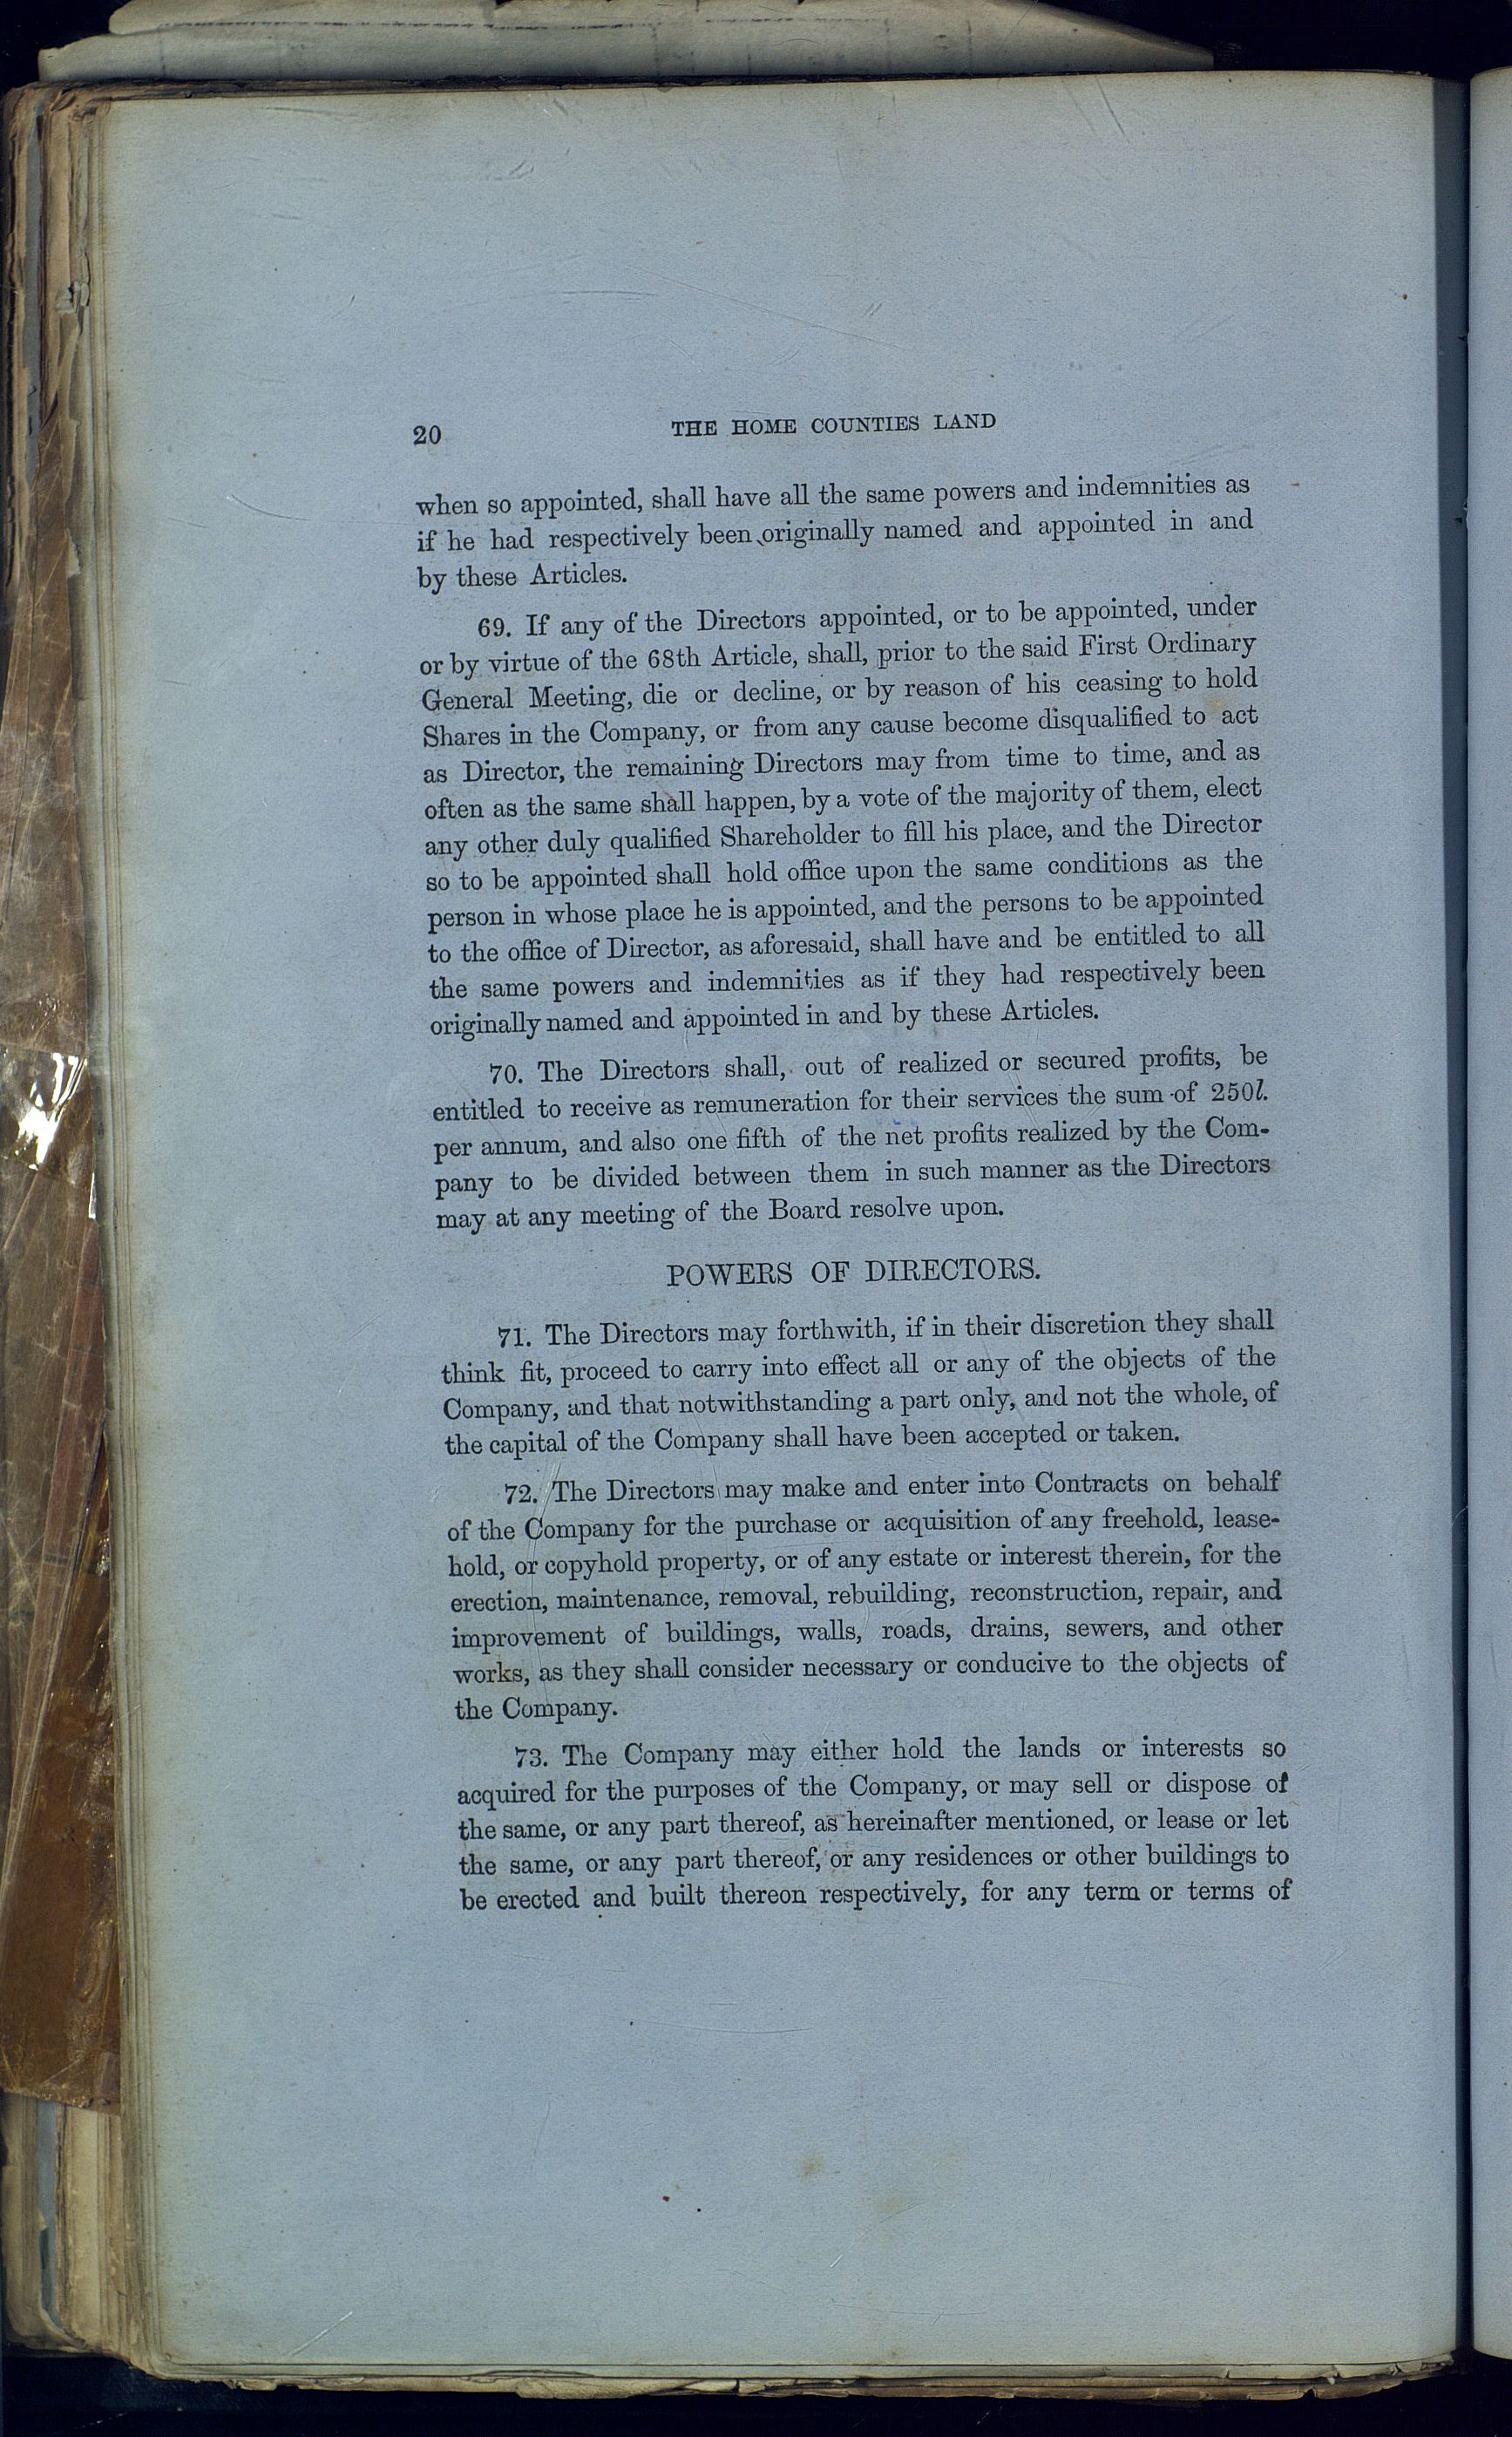 20 THE HOME COUNTIES LAND
when so appointed, shall have all the same powers and indemnities as
if he had respectively been originally named and appointed in and
by these Articles.
69. If any of the Directors appointed, or to be appointed, under
or by virtue of the 68th Article, shall, prior to the said First Ordinary
General Meeting, die or decline, or by reason of his ceasing to hold
Shares in the Company, or from any cause become disqualified to act
as Director, the remaining Directors may from time to time, and as
often as the same shall happen, by a vote of the majority of them, elect
any other duly qualified Shareholder to fill his place, and the Director
so to be appointed shall hold office upon the same conditions as the
person in whose place he is appointed, and the persons to be appointed
to the office of Director, as aforesaid, shall have and be entitled to all
the same powers and indemnities as if they had respectively been
originally named and appointed in and by these Articles.
70. The Directors shall, out of realized or secured profits, be
entitled to receive as remuneration for their services the sum of 250l.
per annum, and also one fifth of the net profits realized by the Com-
pany to be divided between them in such manner as the Directors
may at any meeting of the Board resolve upon.
POWERS OF DIRECTORS.
71. The Directors may forthwith, if in their discretion they shall
think fit, proceed to carry into effect all or any of the objects of the
Company, and that notwithstanding a part only, and not the whole, of
the capital of the Company shall have been accepted or taken.
72. The Directors may make and enter into Contracts on behalf
of the Company for the purchase or acquisition of any freehold, lease-
hold, or copyhold property, or of any estate or interest therein, for the
erection, maintenance, removal, rebuilding, reconstruction, repair, and
improvement of buildings, walls, roads, drains, sewers, and other
works, as they shall consider necessary or conducive to the objects of
the Company.
73. The Company may either hold the lands or interests so
acquired for the purposes of the Company, or may sell or dispose of
the same, or any part thereof, as hereinafter mentioned, or lease or let
the same, or any part thereof, or any residences or other buildings to
be erected and built thereon respectively, for any term or terms of